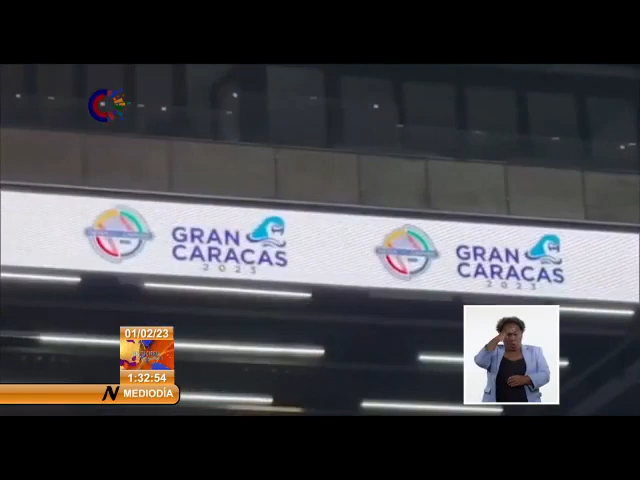 GRAN
CARACAS
2023
GRAN
CARACAS
2023
01/02/23
1:32:54
N MEDIODÍA